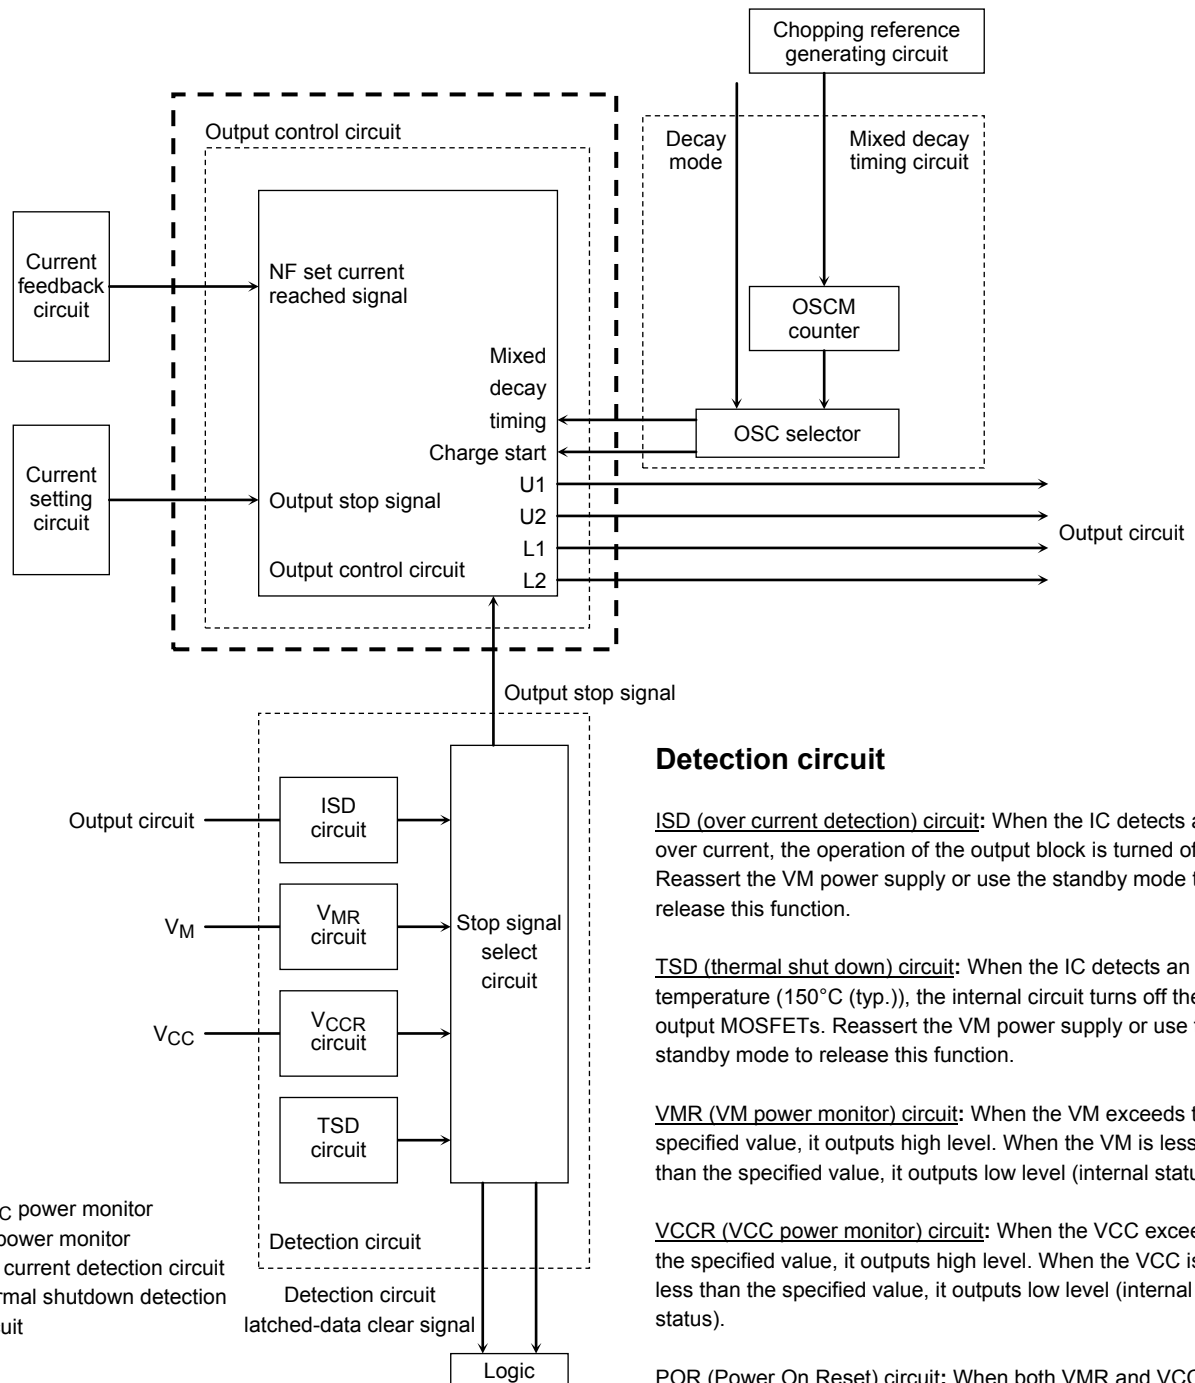 Chopping reference
generating circuit
Output control circuit
Decay
mode
Mixed decay
timing circuit
Current
feedback
circuit
NF set current
reached signal
OSCM
counter
Mixed
decay
timing
Charge start
OSC selector
Current
setting
circuit
Output stop signal
U1
U2
L1
L2
Output circuit
Output control circuit
Output stop signal
Output circuit
ISD
circuit
VM
VMR
circuit
VCC
VCCR
circuit
TSD
circuit
Stop signal
select
circuit
Detection circuit
Detection circuit
latched-data clear signal
Logic
C power monitor
power monitor
current detection circuit
rmal shutdown detection
uit
Detection circuit
ISD (over current detection) circuit: When the IC detects a
over current, the operation of the output block is turned of
Reassert the VM power supply or use the standby mode t
release this function.
TSD (thermal shut down) circuit: When the IC detects an
temperature (150°C (typ.)), the internal circuit turns off the
output MOSFETs. Reassert the VM power supply or use t
standby mode to release this function.
VMR (VM power monitor) circuit: When the VM exceeds t
specified value, it outputs high level. When the VM is less
than the specified value, it outputs low level (internal statu
VCCR (VCC power monitor) circuit: When the VCC excee
the specified value, it outputs high level. When the VCC is
less than the specified value, it outputs low level (internal
status).
POR (Power On Reset) circuit: When both VMR and VCC